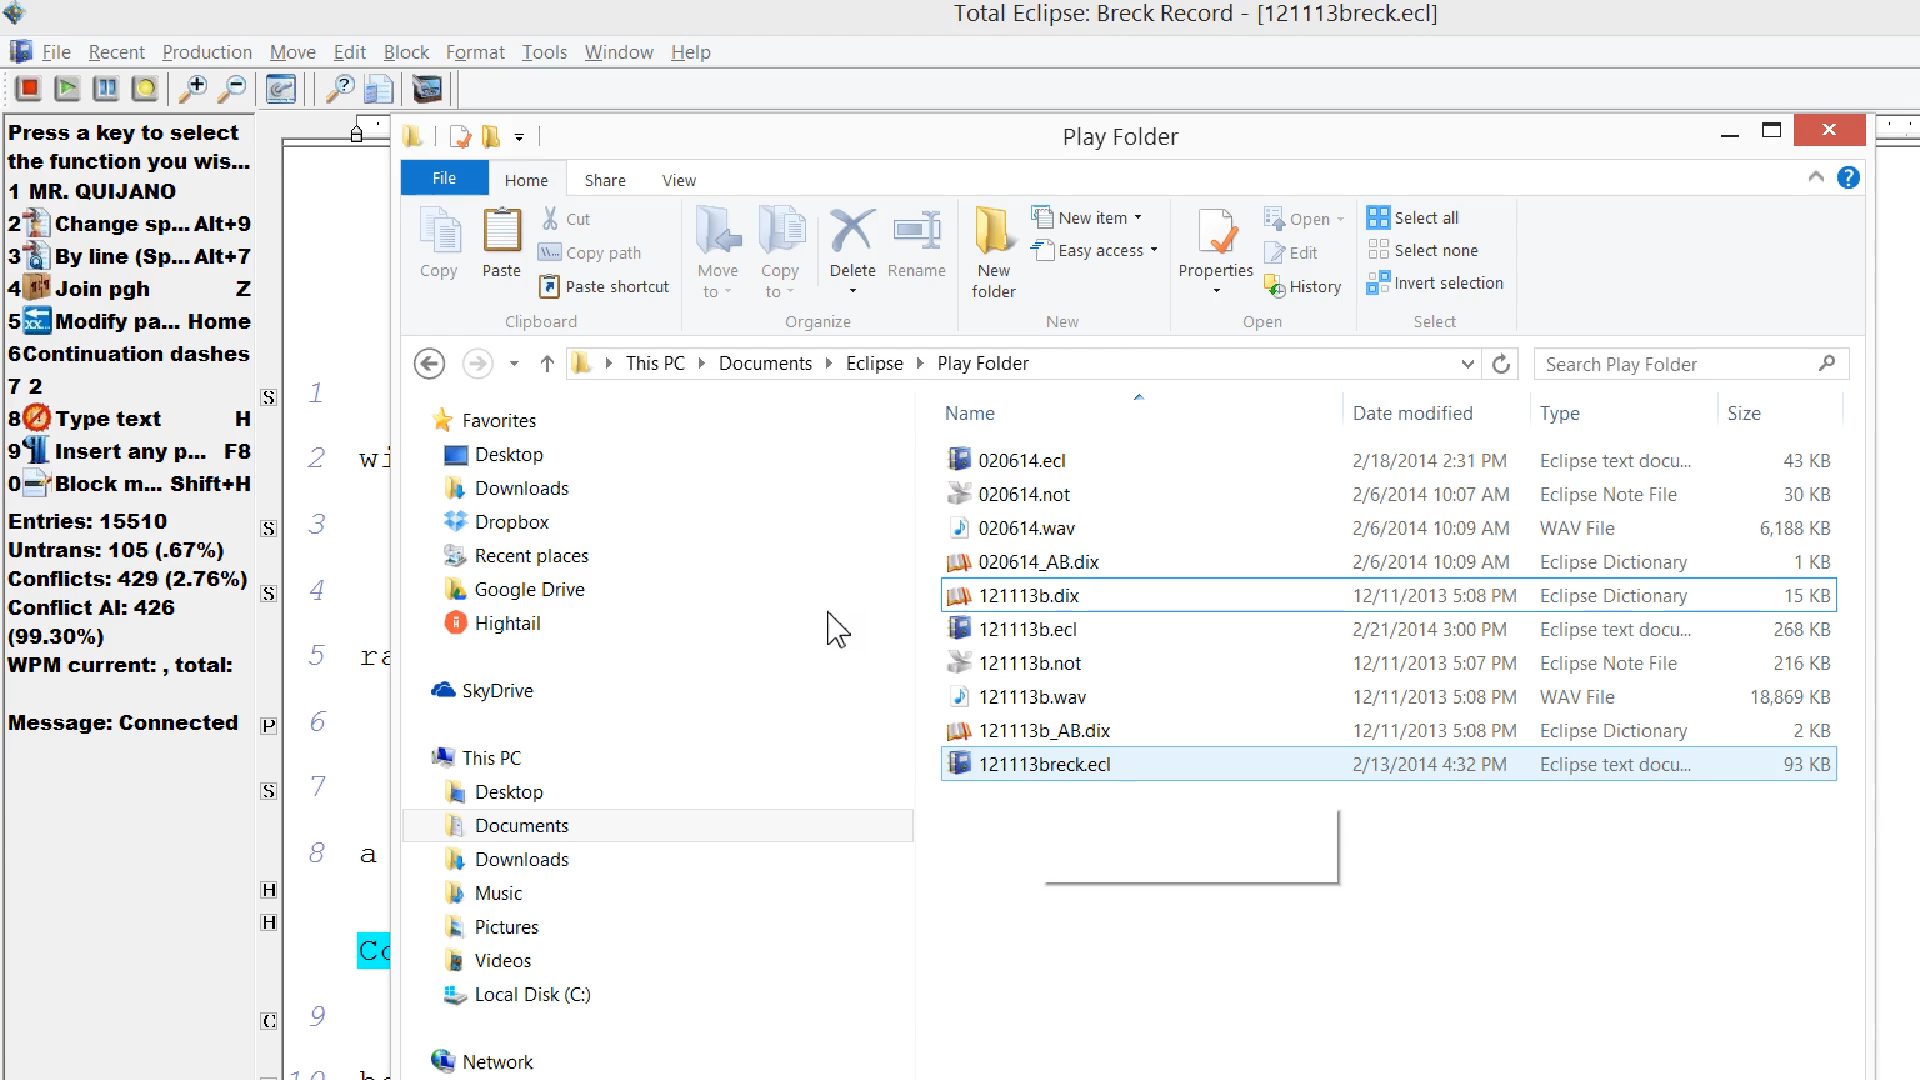 Total Eclipse: Breck Record - [121113breck.ecl]
File Recent Production Move Edit Block Format Tools Window Help
Press a key to select
the function you wis...
1 MR. QUIJANO
2 Change sp... Alt+9
3 By line (Sp... Alt+7
4 Join pgh Z
5 Modify pa... Home
6Continuation dashes
7 2
8 Type text H
9 Insert any p... F8
0 Block m... Shift+H
Entries: 15510
Untrans: 105 (.67%)
Conflicts: 429 (2.76%)
Conflict AI: 426
(99.30%)
WPM current: , total:
Message: Connected
S
S
S
P
S
H
H
C
1
2 wi
3
4
5 ra
6
7
8 a
Co
9
10
Play Folder
File Home Share View
Copy
Paste
Cut
Copy path
Paste shortcut
Clipboard
Move to
Copy to
Delete
Rename
Organize
New folder
New item
Easy access
New
Properties
Open
Edit
History
Open
Select all
Select none
Invert selection
Select
This PC Documents Eclipse Play Folder
Search Play Folder
Favorites
Desktop
Downloads
Dropbox
Recent places
Google Drive
Hightail
SkyDrive
This PC
Desktop
Documents
Downloads
Music
Pictures
Videos
Local Disk (C:)
Network
Name Date modified Type Size
020614.ecl 2/18/2014 2:31 PM Eclipse text docu... 43 KB
020614.not 2/6/2014 10:07 AM Eclipse Note File 30 KB
020614.wav 2/6/2014 10:09 AM WAV File 6,188 KB
020614_AB.dix 2/6/2014 10:09 AM Eclipse Dictionary 1 KB
121113b.dix 12/11/2013 5:08 PM Eclipse Dictionary 15 KB
121113b.ecl 2/21/2014 3:00 PM Eclipse text docu... 268 KB
121113b.not 12/11/2013 5:07 PM Eclipse Note File 216 KB
121113b.wav 12/11/2013 5:08 PM WAV File 18,869 KB
121113b_AB.dix 12/11/2013 5:08 PM Eclipse Dictionary 2 KB
121113breck.ecl 2/13/2014 4:32 PM Eclipse text docu... 93 KB